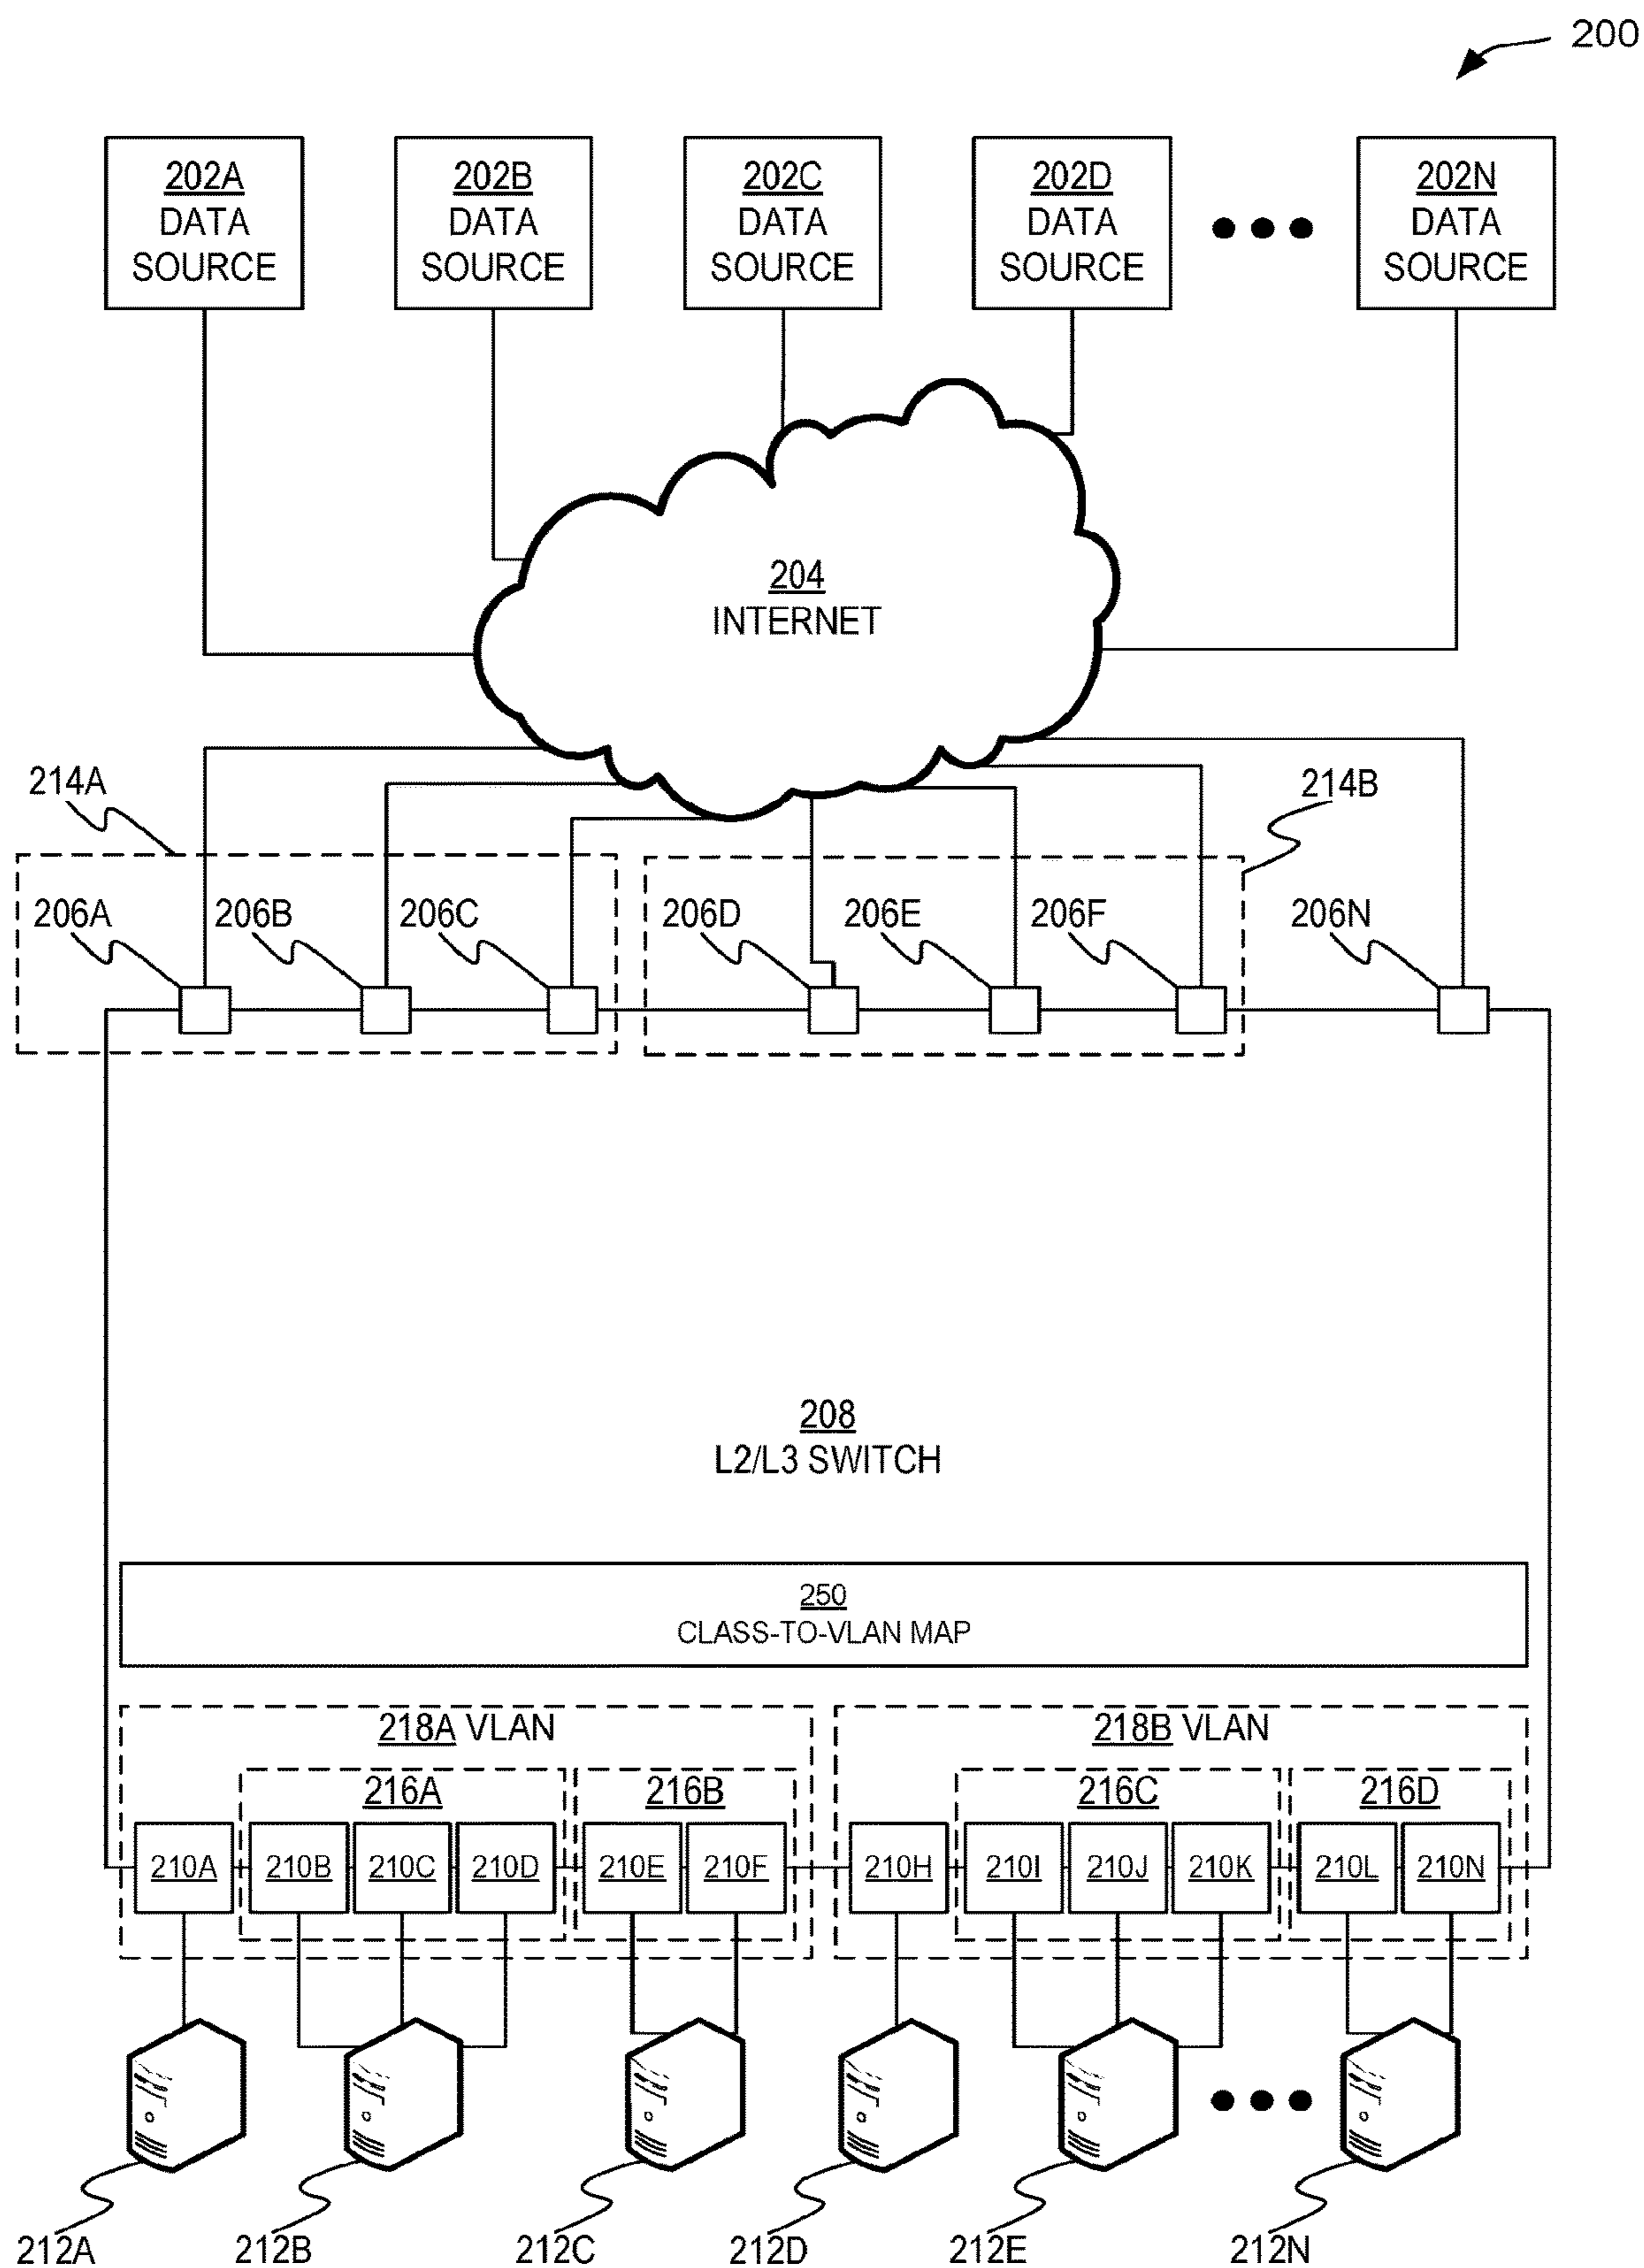 200
202A
DATA
SOURCE
202B
DATA
SOURCE
202C
DATA
SOURCE
202D
DATA
SOURCE
202N
DATA
SOURCE
204
INTERNET
214A
214B
206A
206B
206C
206D
206E
206F
206N
208
L2/L3 SWITCH
250
CLASS-TO-VLAN MAP
218A VLAN
218B VLAN
216A
216B
216C
216D
210A
210B
210C
210D
210E
210F
210H
210I
210J
210K
210L
210N
212A
212B
212C
212D
212E
212N